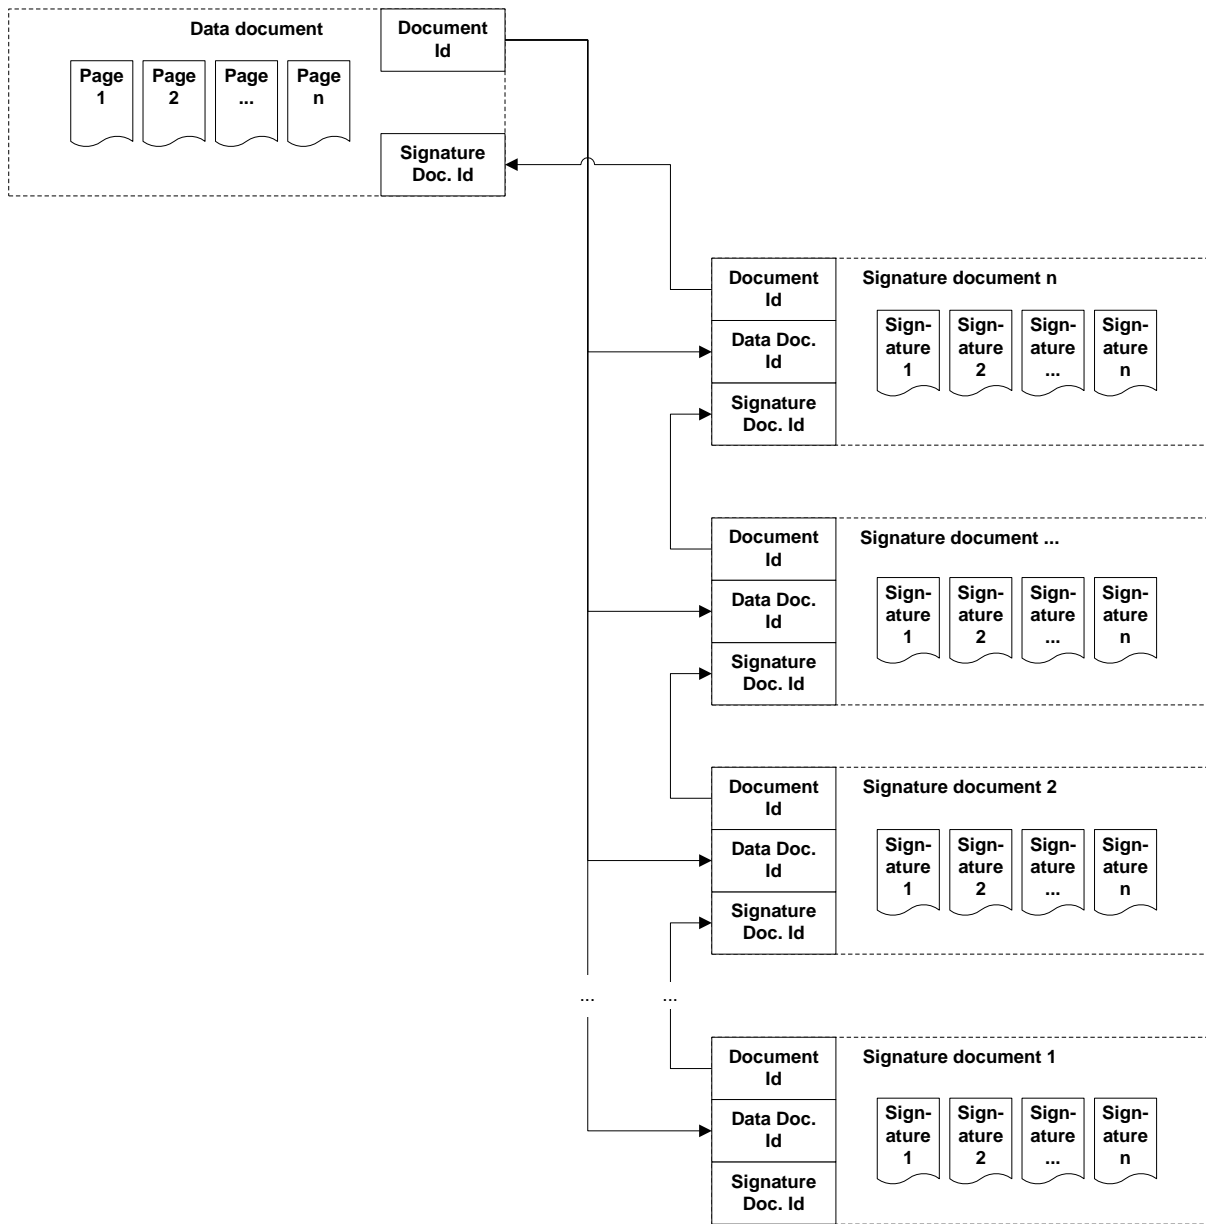 Data document
Document
Id
Page
1
Page
2
Page
...
Page
n
Signature
Doc. Id
Document
Id
Signature document n
Data Doc.
Id
Signature
Doc. Id
Sign-
ature
1
Sign-
ature
2
Sign-
ature
...
Sign-
ature
n
Document
Id
Signature document ...
Data Doc.
Id
Signature
Doc. Id
Sign-
ature
1
Sign-
ature
2
Sign-
ature
...
Sign-
ature
n
Document
Id
Signature document 2
Data Doc.
Id
Signature
Doc. Id
Sign-
ature
1
Sign-
ature
2
Sign-
ature
...
Sign-
ature
n
...
...
Document
Id
Signature document 1
Data Doc.
Id
Signature
Doc. Id
Sign-
ature
1
Sign-
ature
2
Sign-
ature
...
Sign-
ature
n